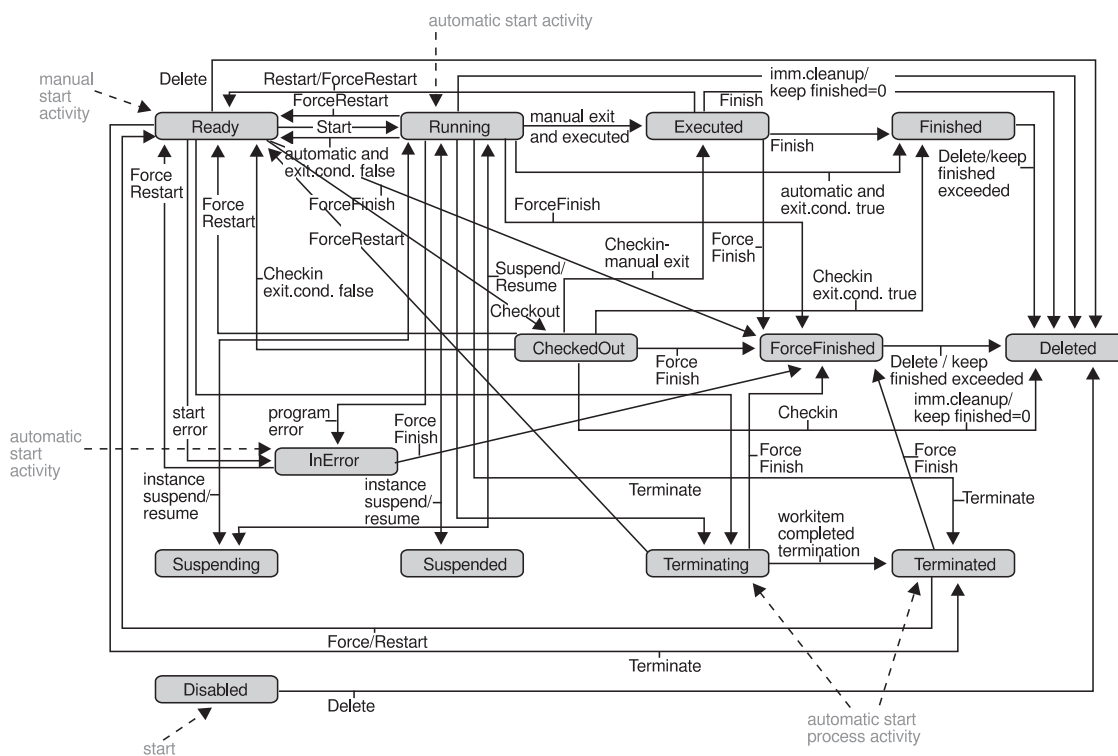 automatic start activity
manual
start
activity
Delete
Restart/ForceRestart
imm.cleanup/
keep finished=0
ForceRestart
Finish
Ready
Start
Running
manual exit
and executed
Executed
Finish
Finished
automatic and
exit.cond. false
Delete/keep
finished
exceeded
Force
Restart
Force
Restart
ForceFinish
ForceFinish
automatic and
exit.cond. true
ForceRestart
Force
Finish
Checkin-
manual exit
Checkin
exit.cond. false
Suspend/
Resume
Checkin
exit.cond. true
Checkout
CheckedOut
Force
Finish
ForceFinished
Delete / keep
finished exceeded
Deleted
imm.cleanup/
keep finished=0
start
error
program
error
Force
Finish
Checkin
automatic
start
activity
InError
Force
Finish
Force
Finish
instance
suspend/
resume
instance
suspend/
resume
Terminate
Terminate
workitem
completed
termination
Suspending
Suspended
Terminating
Terminated
Force/Restart
Terminate
Disabled
Delete
start
automatic start
process activity